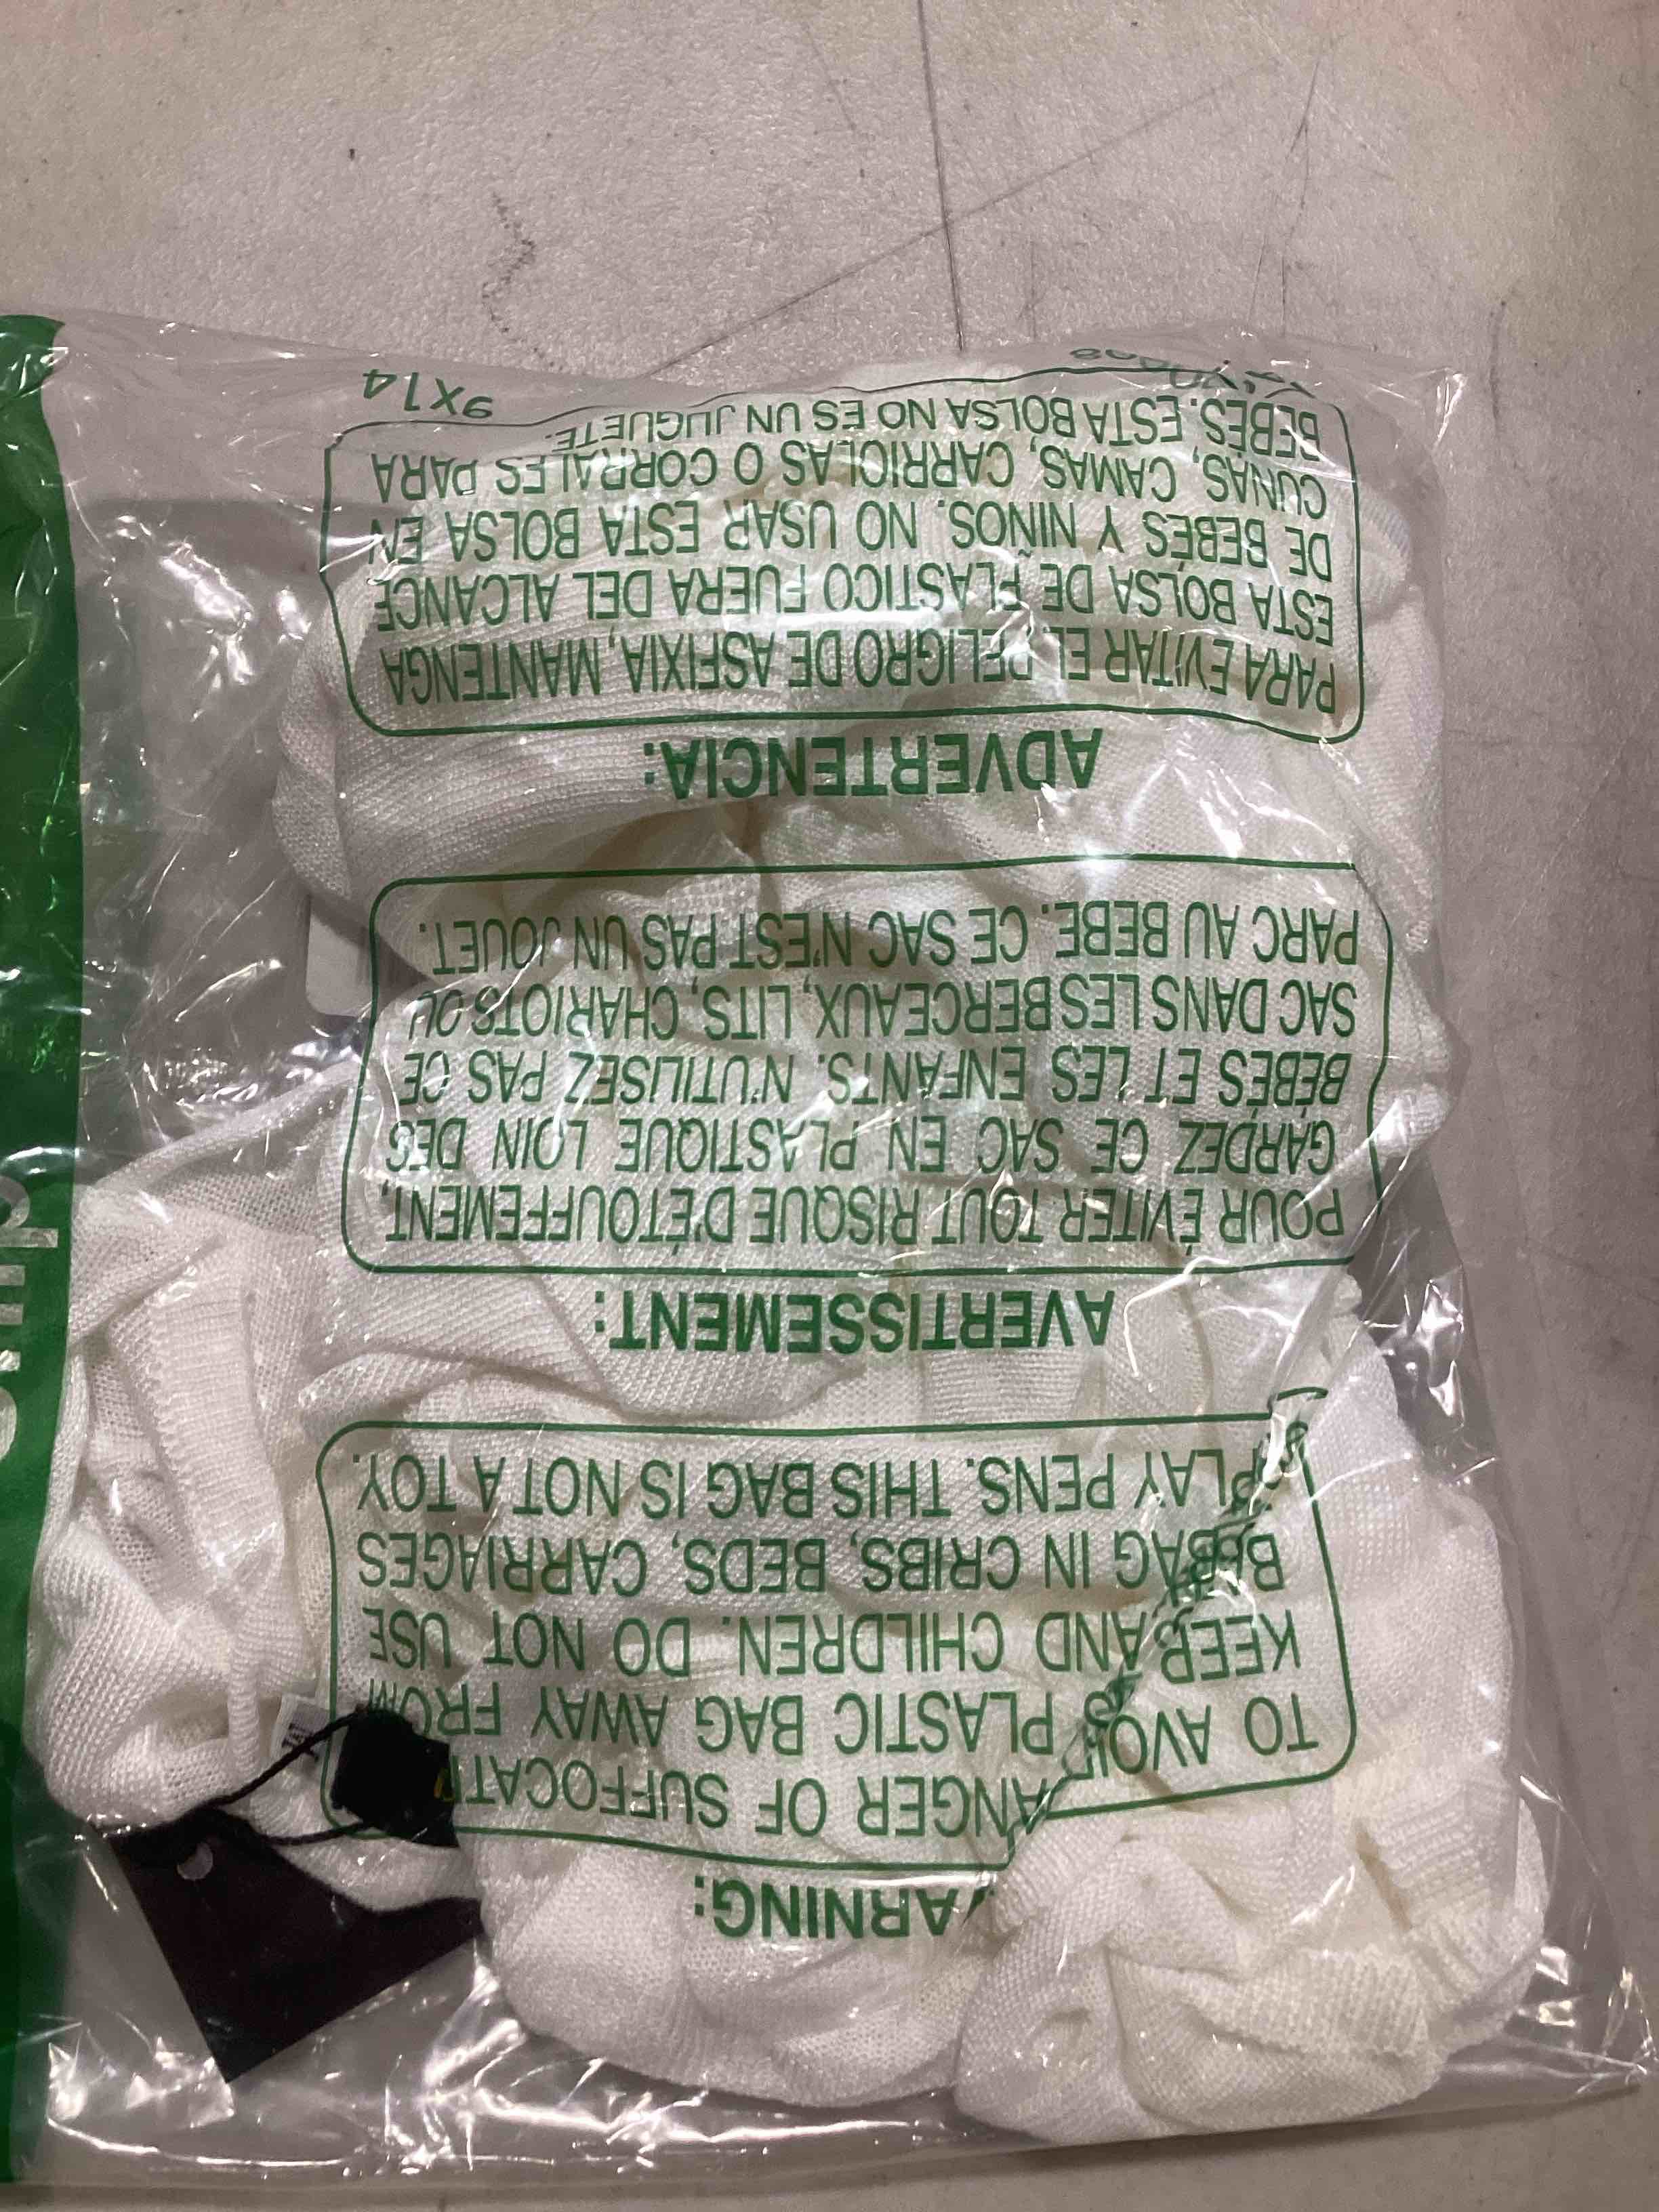 ARNING:
ANGER OF SUFFOCATI
TO AVOI PLASTIC BAG AWAY FROM
KEEP AND CHILDREN. DO NOT USE
BAG IN CRIBS, BEDS, CARRIAGES
PLAY PENS. THIS BAG IS NOT A TOY.
AVERTISSEMENT:
POUR ÉVITER TOUT RISQUE D'ÉTOUFFEMENT,
GARDEZ CE SAC EN PLASTIQUE LOIN DES
BÉBÉS ET LES ENFANTS. N'UTILISEZ PAS CE
SAC DANS LES BERCEAUX, LITS, CHARIOTS OU
PARC AU BEBE. CE SAC N'EST PAS UN JOUET.
ADVERTENCIA:
PARA EVITAR EL PELIGRO DE ASFIXIA, MANTENGA
ESTA BOLSA DE PLASTICO FUERA DEL ALCANCE
DE BEBÉS Y NIÑOS. NO USAR ESTA BOLSA EN
CUNAS, CAMAS, CARRIOLAS O CORRALES PARA
BEBÉS. ESTA BOLSA NO ES UN JUGUETE.
9X14